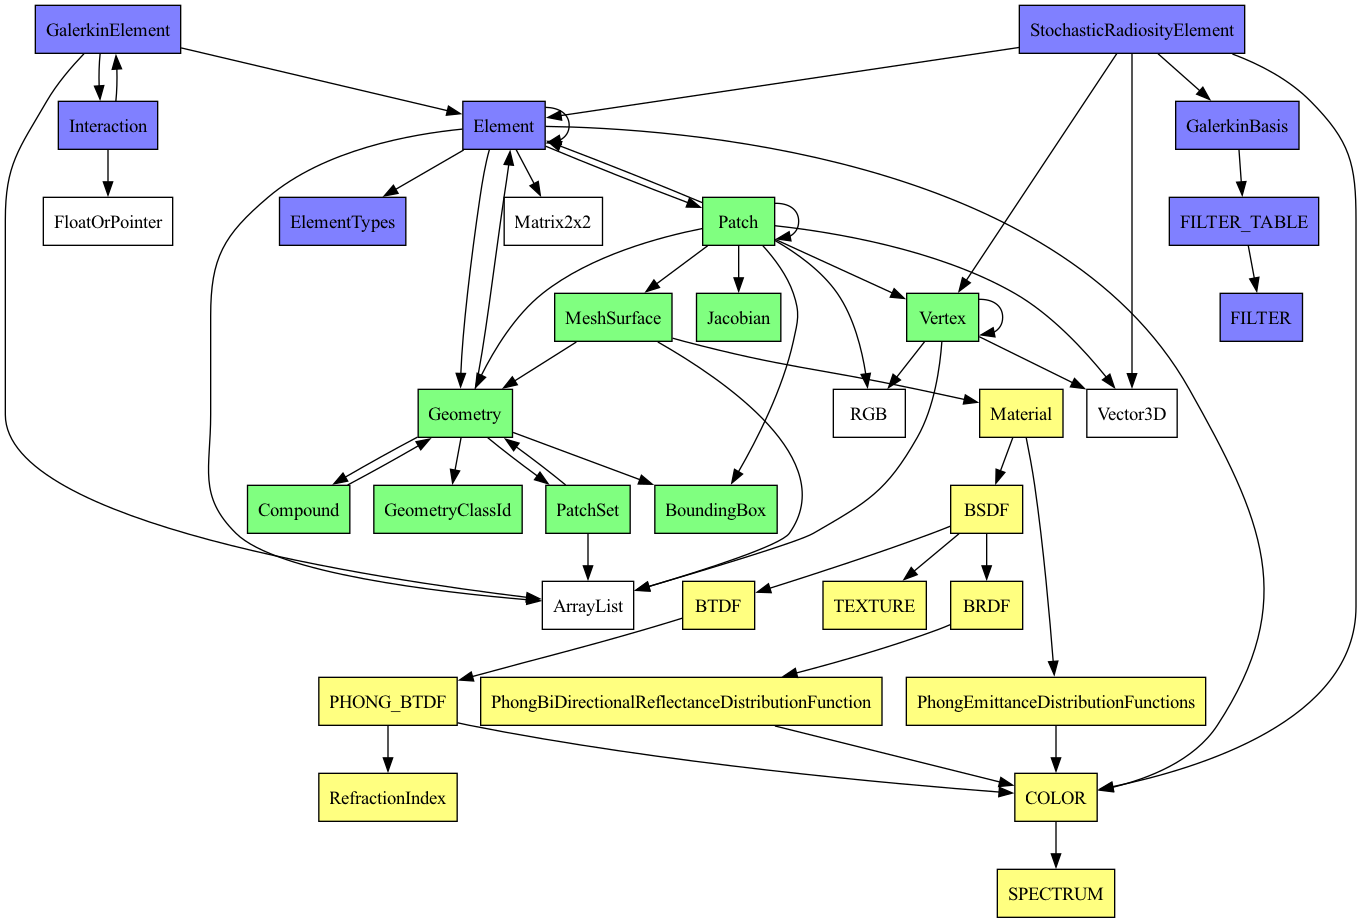 GalerkinElement
StochasticRadiosityElement
Interaction
Element
GalerkinBasis
FloatOrPointer
ElementTypes
Matrix2x2
Patch
FILTER_TABLE
MeshSurface
Jacobian
Vertex
FILTER
Geometry
RGB
Material
Vector3D
Compound
GeometryClassId
PatchSet
BoundingBox
BSDF
ArrayList
BTDF
TEXTURE
BRDF
PHONG_BTDF
PhongBiDirectionalReflectanceDistributionFunction
PhongEmittanceDistributionFunctions
RefractionIndex
COLOR
SPECTRUM